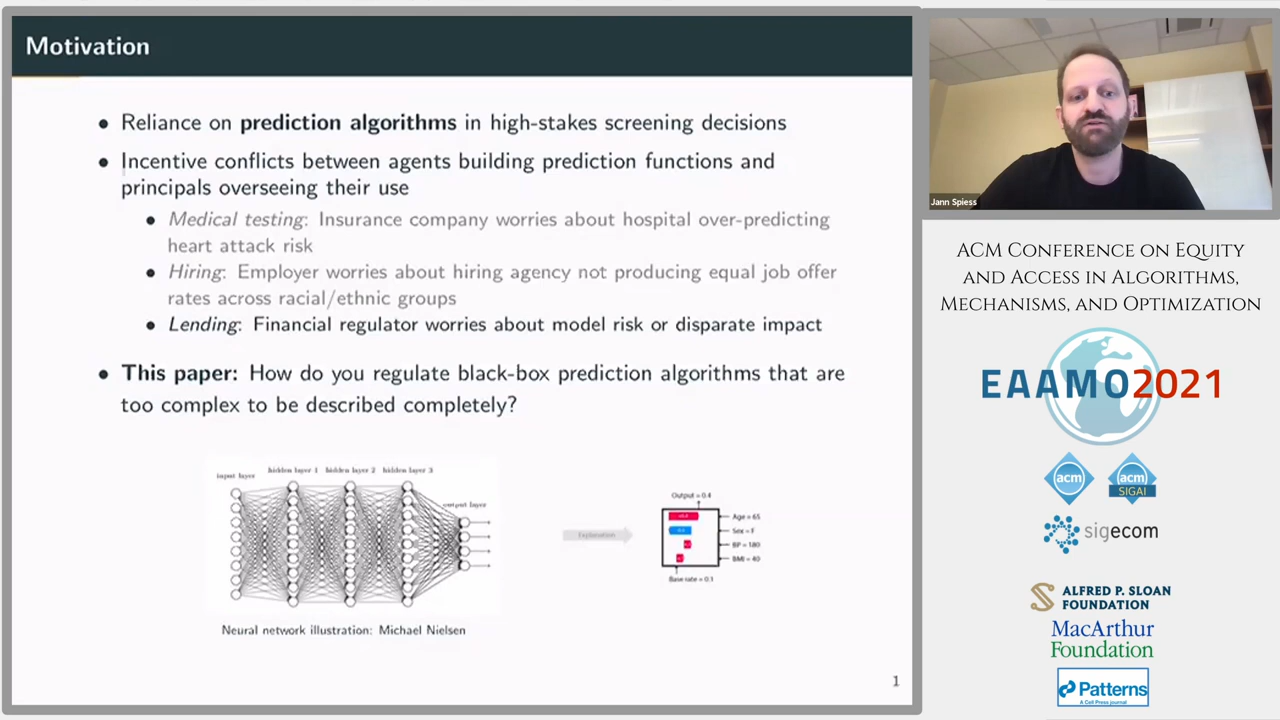 Motivation
Reliance on prediction algorithms in high-stakes screening decisions
Incentive conflicts between agents building prediction functions and
principals overseeing their use
Medical testing: Insurance company worries about hospital over-predicting
heart attack risk
Hiring: Employer worries about hiring agency not producing equal job offer
rates across racial/ethnic groups
Lending: Financial regulator worries about model risk or disparate impact
This paper: How do you regulate black-box prediction algorithms that are
too complex to be described completely?
input layer
hidden layer 1 hidden layer 2 hidden layer 3
output layer
Explanation
Output = 0.4
Age = 65
Sex = F
BP = 180
BMI = 40
Base rate = 0.1
Neural network illustration: Michael Nielsen
1
Jann Spiess
ACM Conference on Equity
and Access in Algorithms,
Mechanisms, and Optimization
EAAMO2021
acm
acm
SIGAI
sigecom
ALFRED P. SLOAN
FOUNDATION
MacArthur
Foundation
Patterns
A Cell Press journal